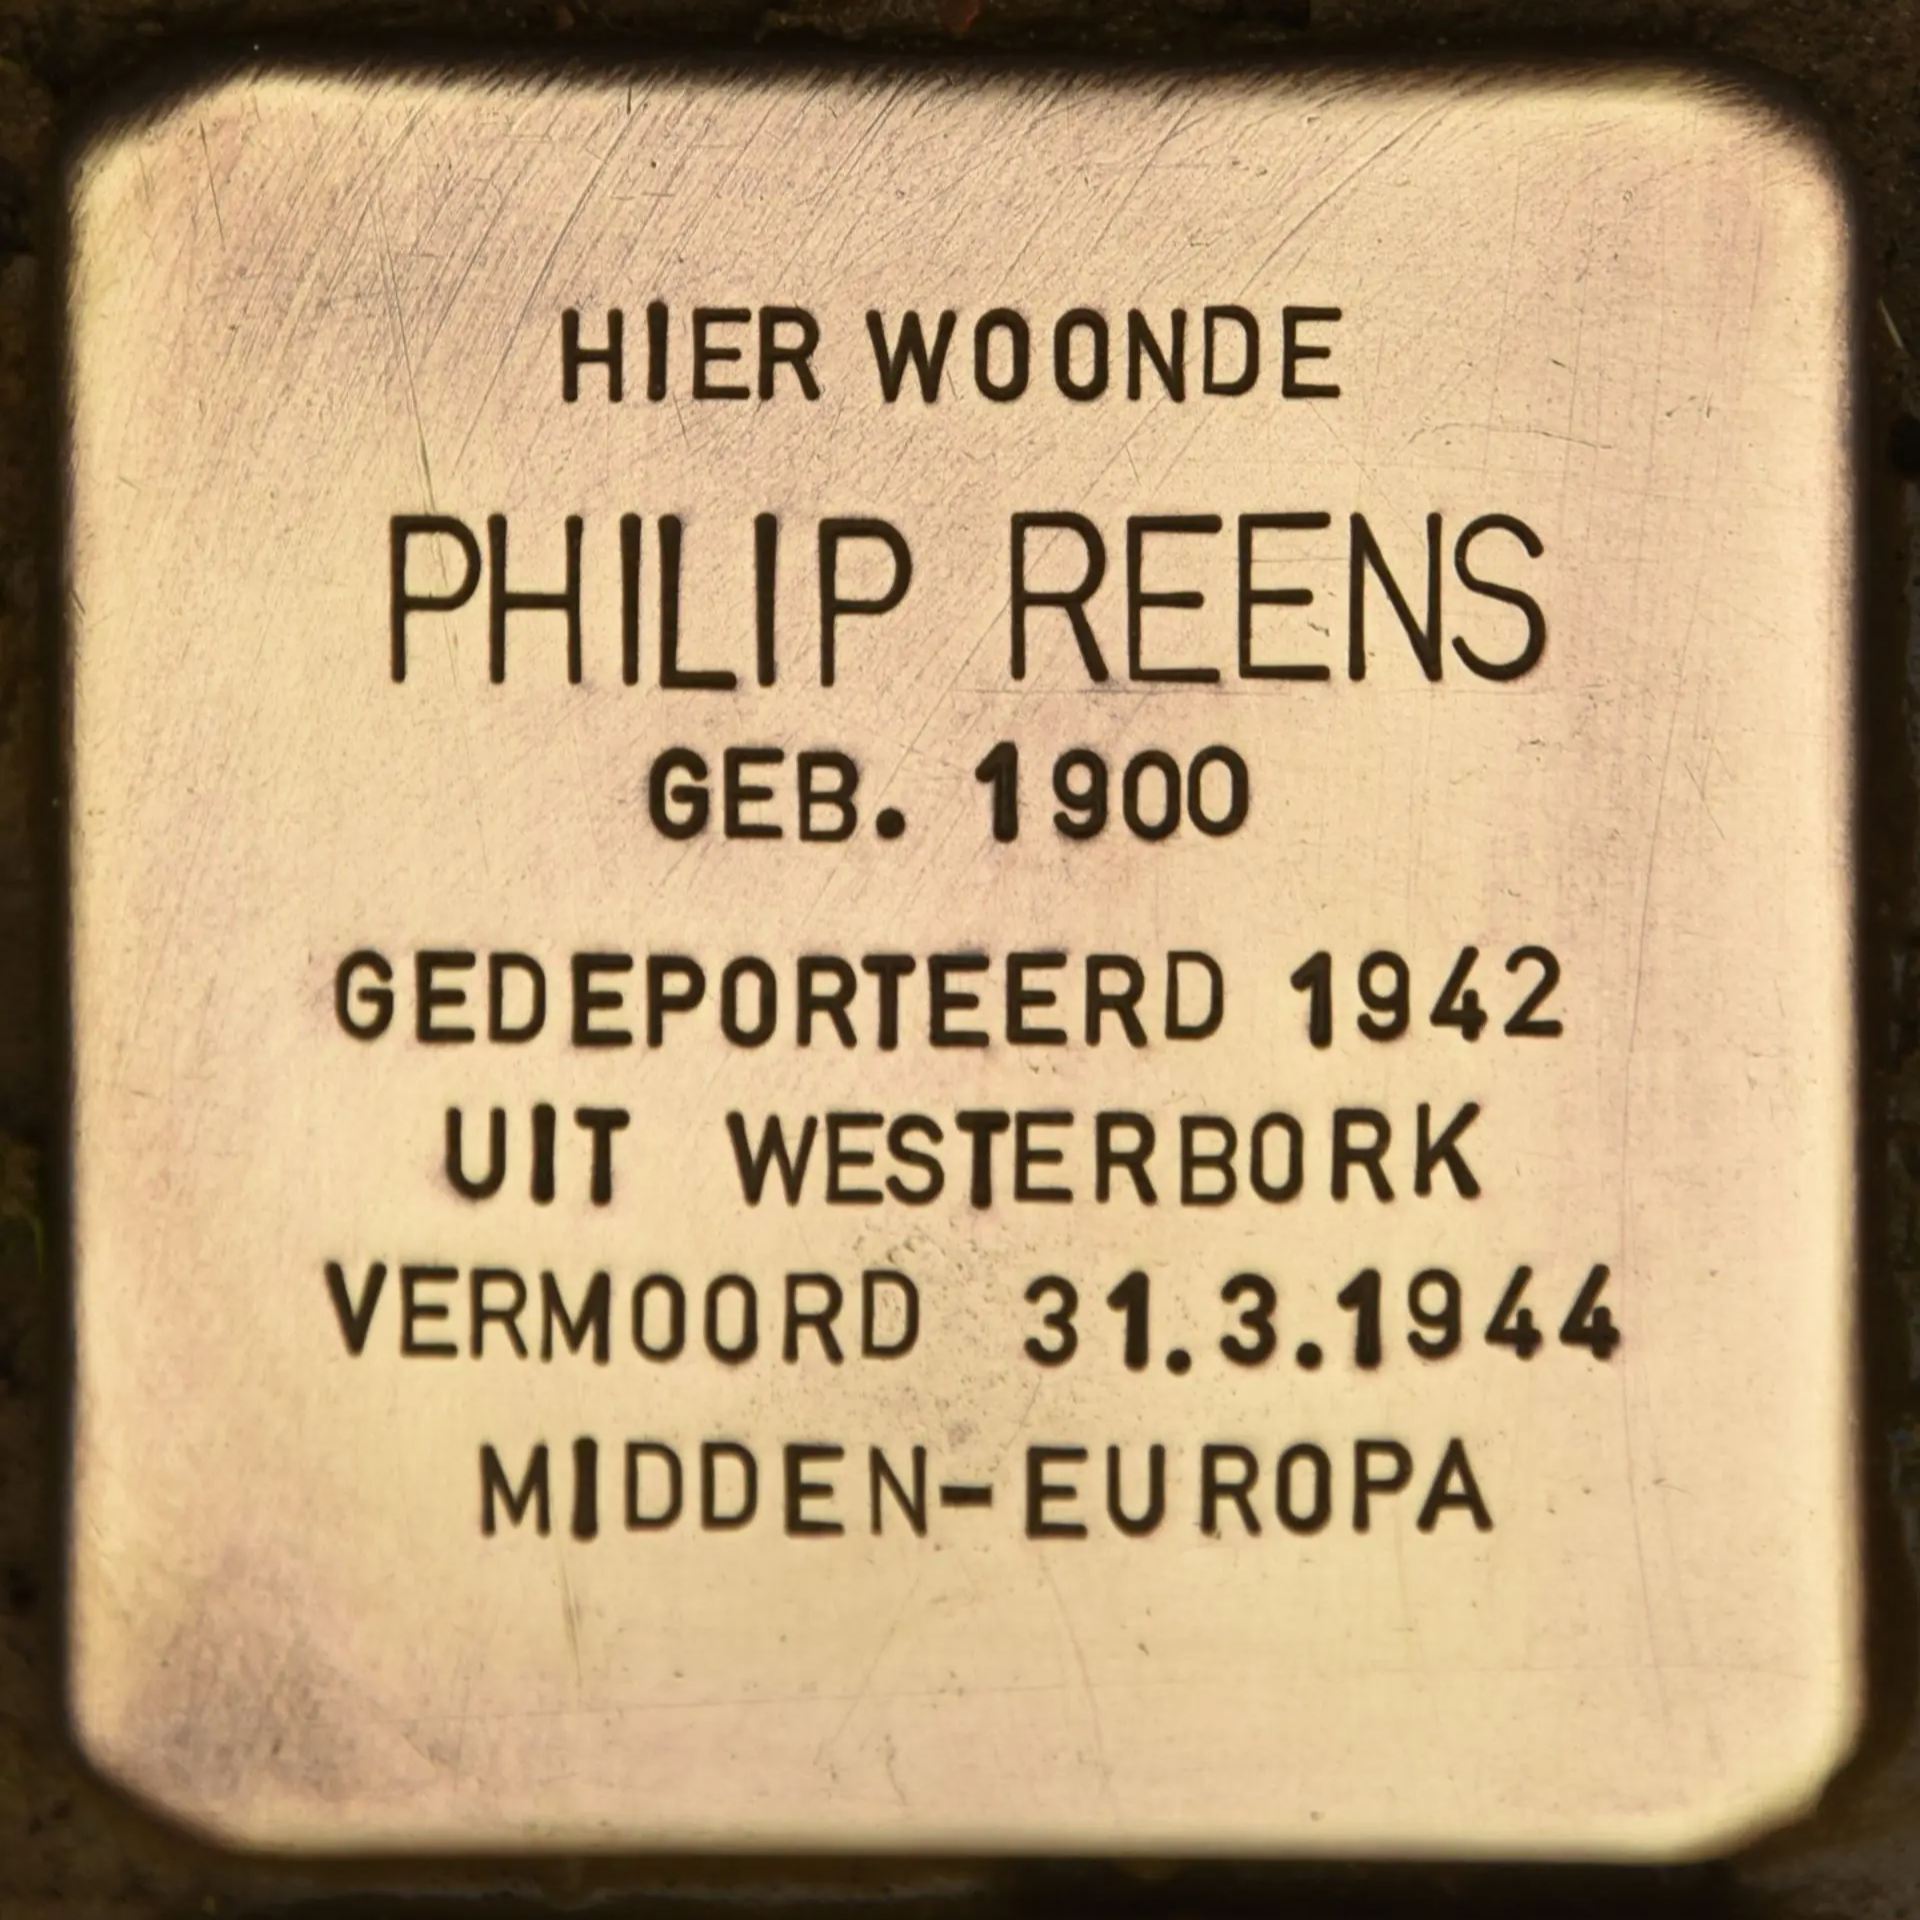 HIER WOONDE
PHILIP REENS
GEB. 1900
GEDEPORTEERD 1942
UIT WESTERBORK
VERMOORD 31.3.1944
MIDDEN-EUROPA